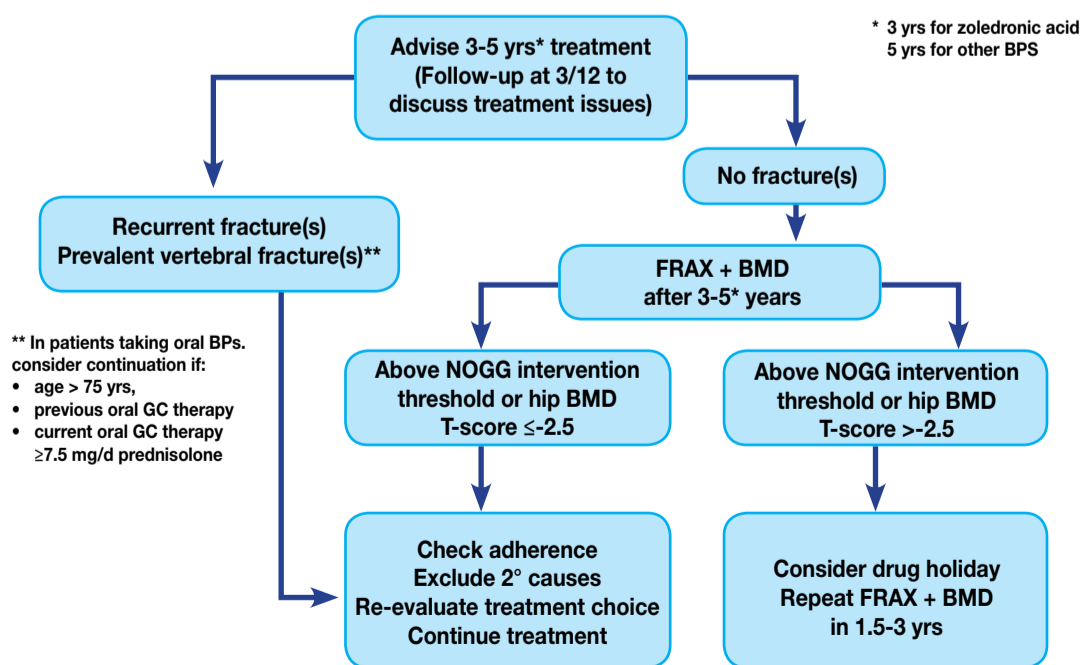 Advise 3-5 yrs* treatment
(Follow-up at 3/12 to
discuss treatment issues)
* 3 yrs for zoledronic acid
5 yrs for other BPS
No fracture(s)
Recurrent fracture(s)
Prevalent vertebral fracture(s)**
FRAX + BMD
after 3-5* years
** In patients taking oral BPs.
consider continuation if:
• age > 75 yrs,
• previous oral GC therapy
• current oral GC therapy
≥7.5 mg/d prednisolone
Above NOGG intervention
threshold or hip BMD
T-score ≤-2.5
Above NOGG intervention
threshold or hip BMD
T-score >-2.5
Check adherence
Exclude 2° causes
Re-evaluate treatment choice
Continue treatment
Consider drug holiday
Repeat FRAX + BMD
in 1.5-3 yrs